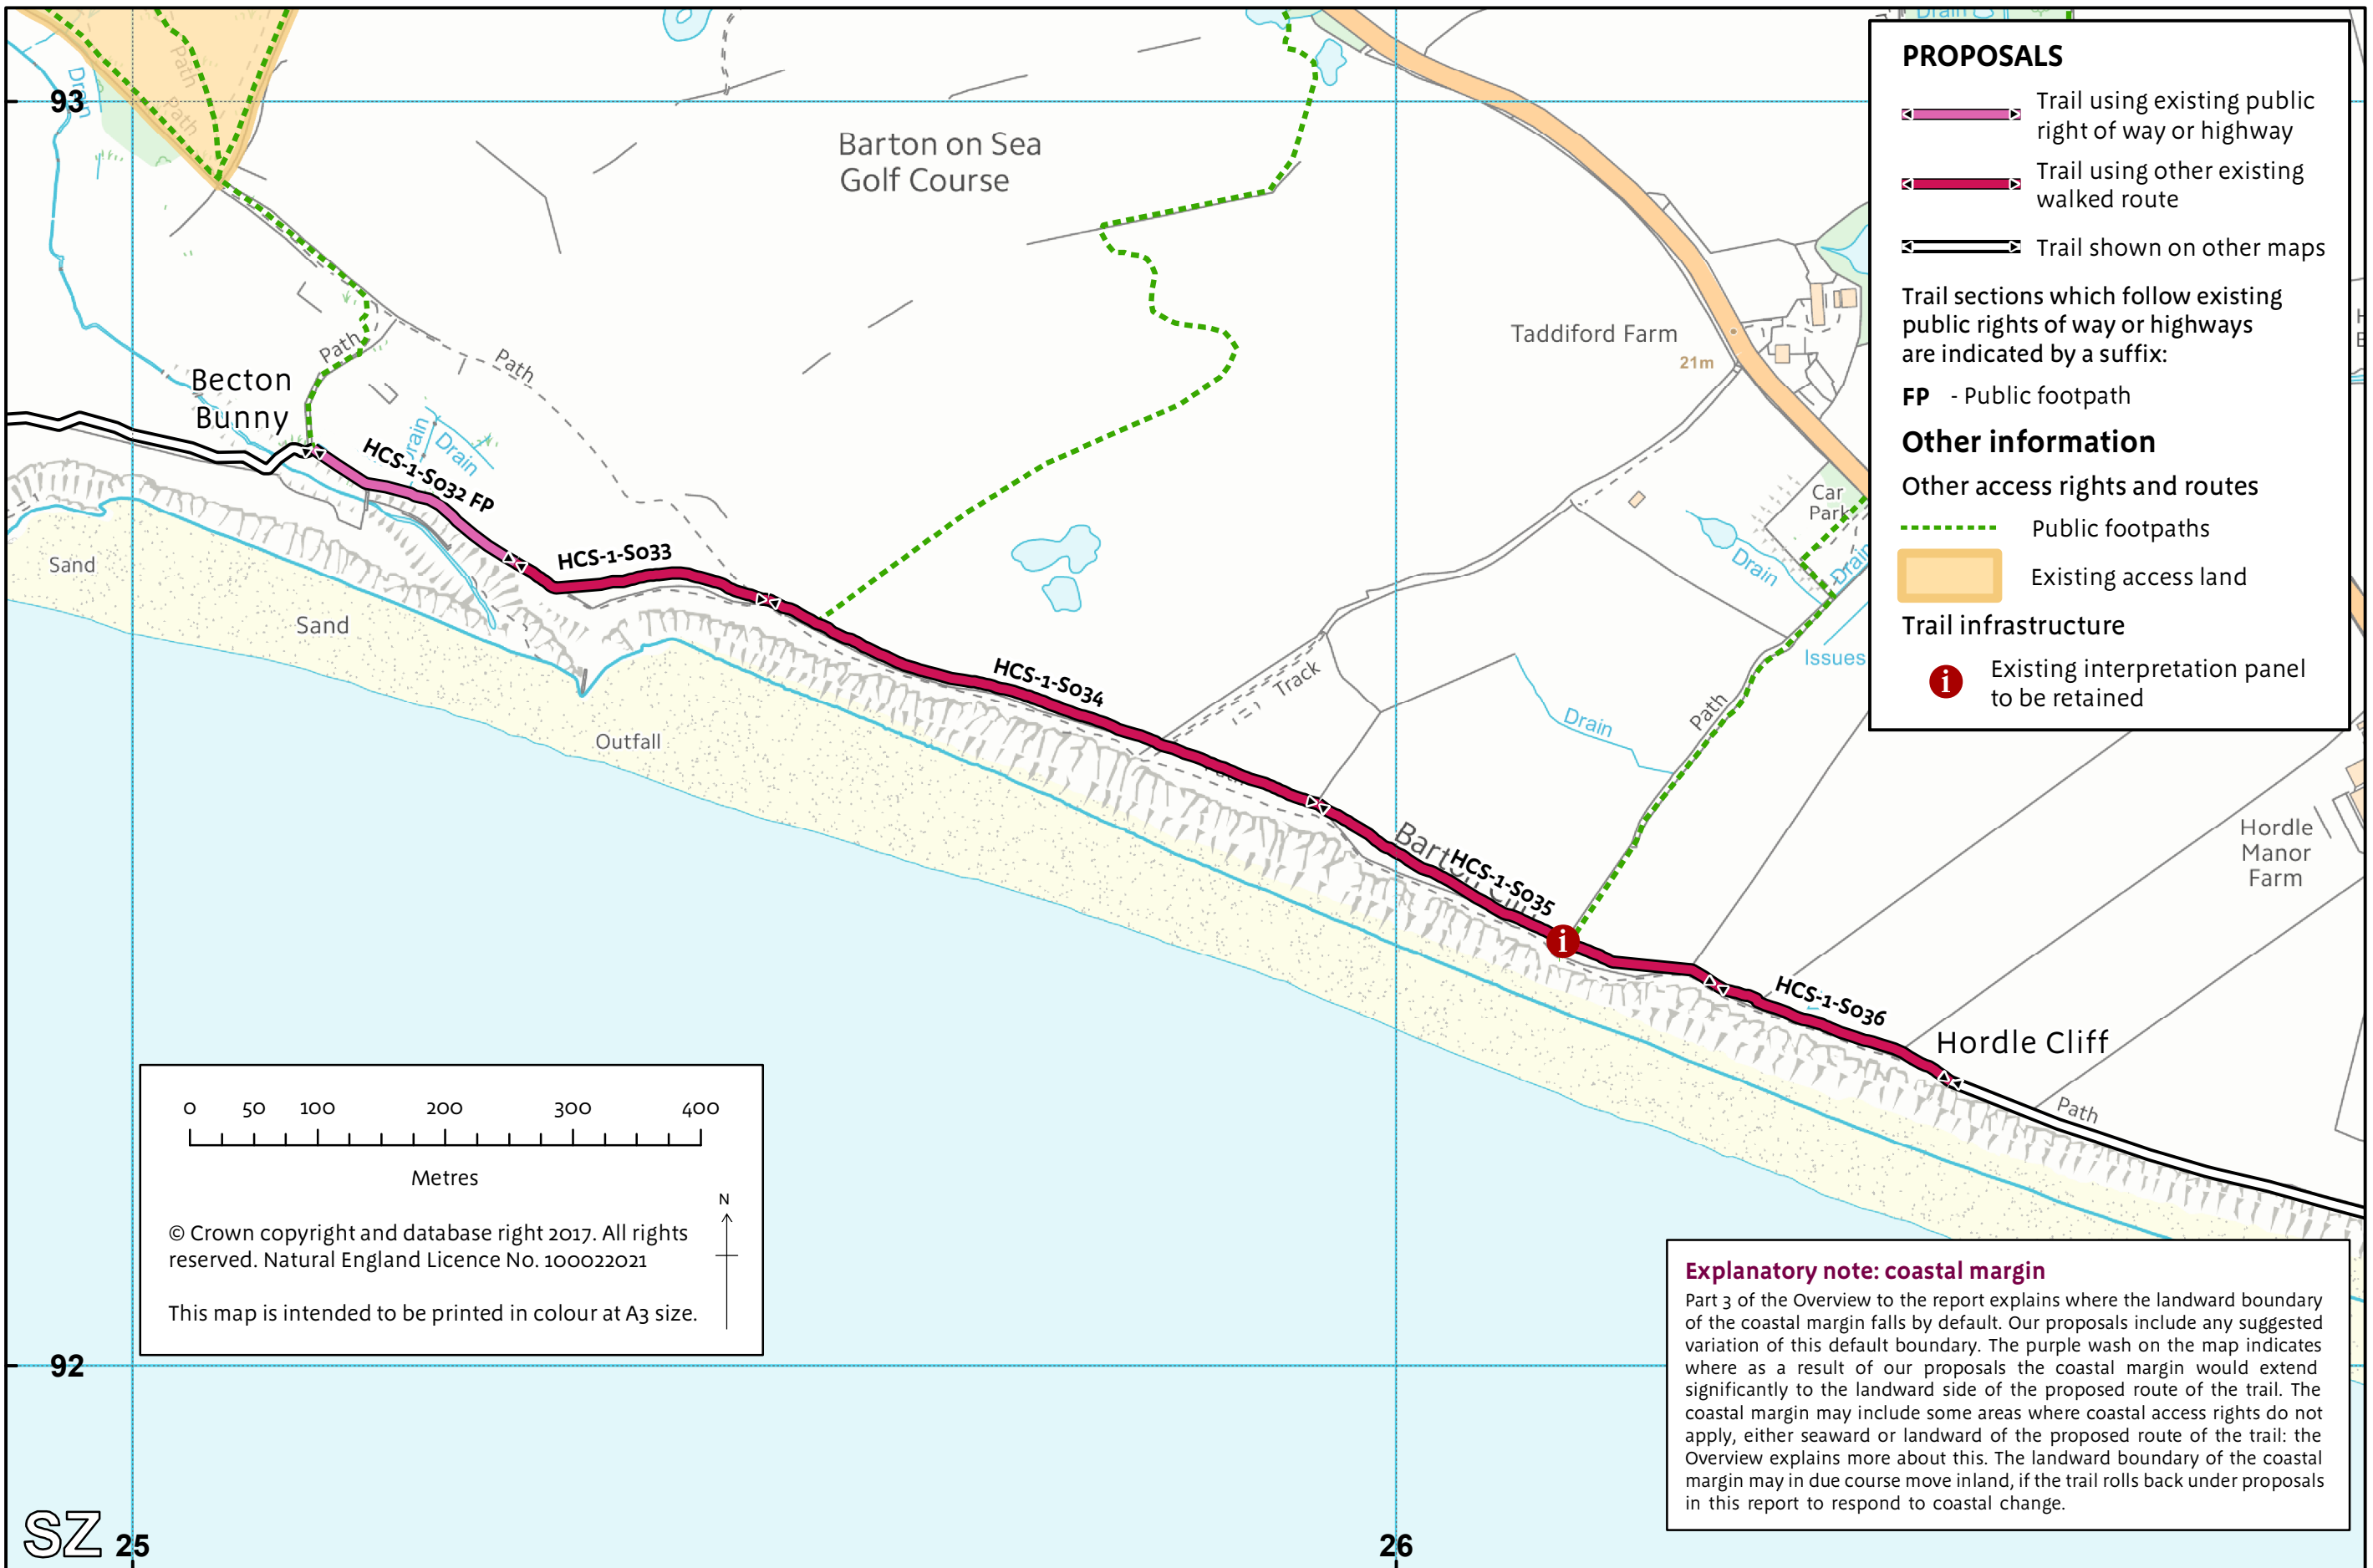 Drain
Path
Path
93
Barton on Sea
Golf Course
Taddiford Farm
21m
Becton
Bunny
Path
Path
Drain
HCS-1-S032 FP
HCS-1-S033
HCS-1-S034
HCS-1-S035
HCS-1-S036
Sand
Sand
Outfall
Track
Drain
Path
Car
Park
Drain
Drain
Issues
i
Hordle
Manor
Farm
Hordle Cliff
Path
Drain
PROPOSALS
Trail using existing public
right of way or highway
Trail using other existing
walked route
Trail shown on other maps
Trail sections which follow existing
public rights of way or highways
are indicated by a suffix:
FP - Public footpath
Other information
Other access rights and routes
Public footpaths
Existing access land
Trail infrastructure
i Existing interpretation panel
to be retained
0 50 100 200 300 400
Metres
N
© Crown copyright and database right 2017. All rights
reserved. Natural England Licence No. 100022021
This map is intended to be printed in colour at A3 size.
Explanatory note: coastal margin
Part 3 of the Overview to the report explains where the landward boundary
of the coastal margin falls by default. Our proposals include any suggested
variation of this default boundary. The purple wash on the map indicates
where as a result of our proposals the coastal margin would extend
significantly to the landward side of the proposed route of the trail. The
coastal margin may include some areas where coastal access rights do not
apply, either seaward or landward of the proposed route of the trail: the
Overview explains more about this. The landward boundary of the coastal
margin may in due course move inland, if the trail rolls back under proposals
in this report to respond to coastal change.
92
SZ 25
26